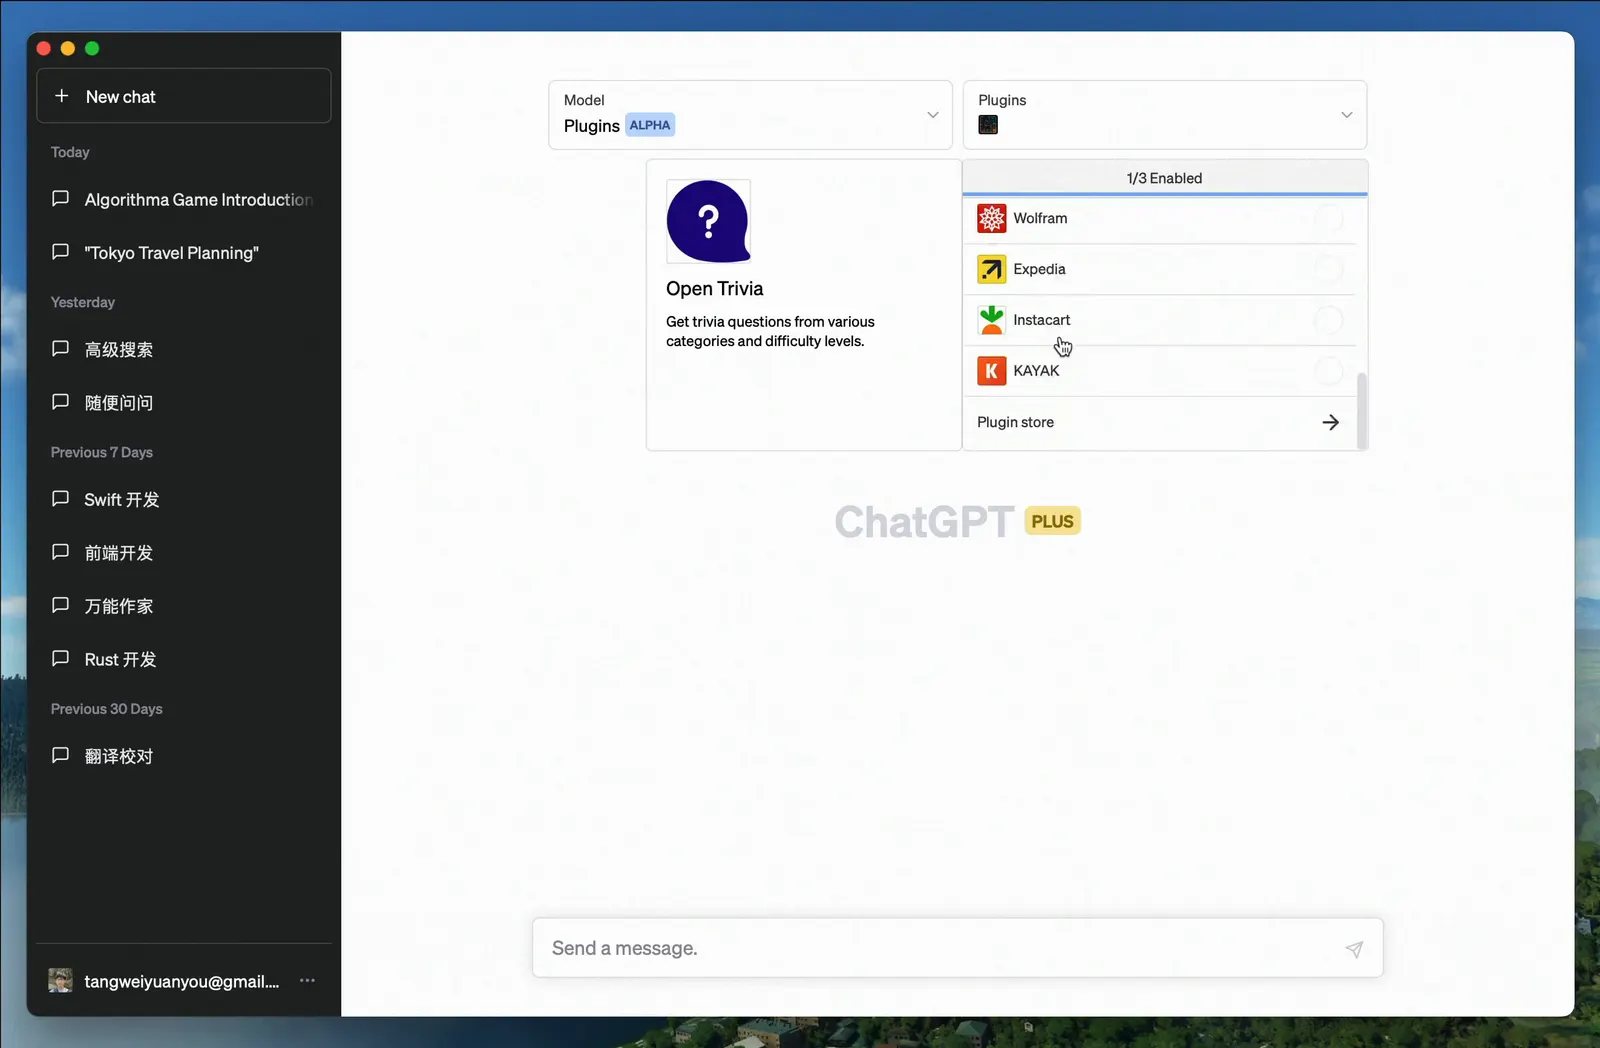 New chat
Today
Algorithma Game Introduction
"Tokyo Travel Planning"
Yesterday
高级搜索
随便问问
Previous 7 Days
Swift 开发
前端开发
万能作家
Rust 开发
Previous 30 Days
翻译校对
tangweiyuanyou@gmail....
Model
Plugins ALPHA
Plugins
?
Open Trivia
Get trivia questions from various
categories and difficulty levels.
1/3 Enabled
Wolfram
Expedia
Instacart
K KAYAK
Plugin store
ChatGPT PLUS
Send a message.